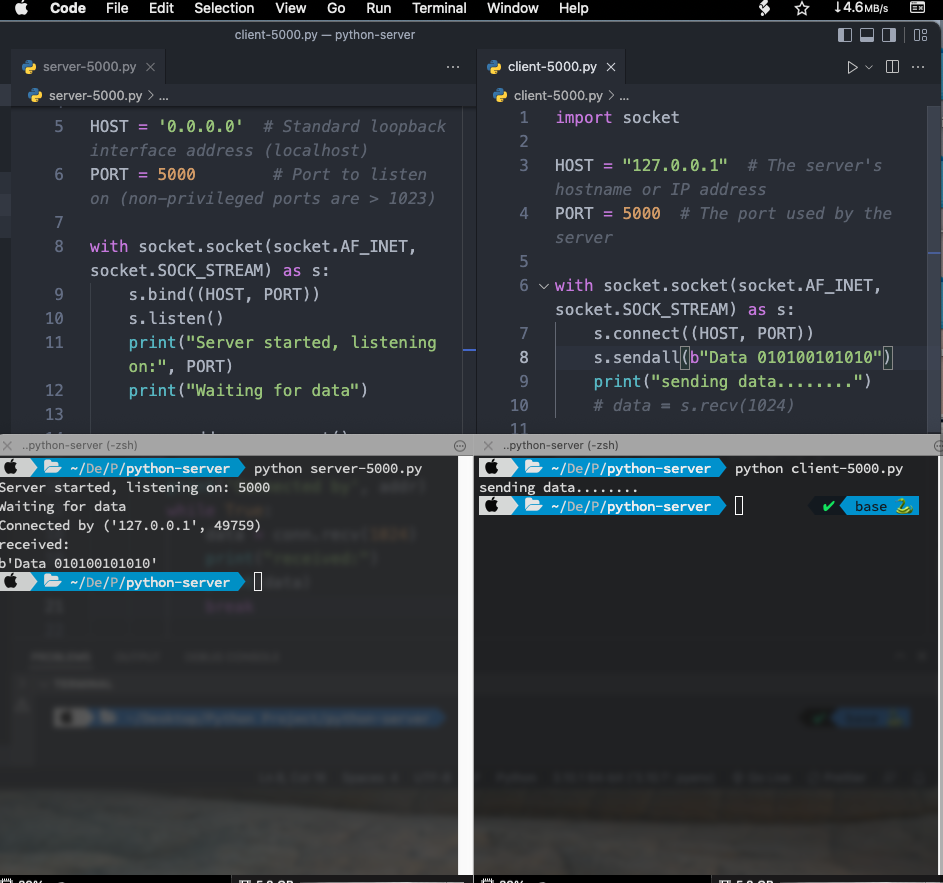 Code File Edit Selection View Go Run Terminal Window Help ↓4.6MB/s
client-5000.py — python-server
server-5000.py × ···
server-5000.py > ...
5 HOST = '0.0.0.0' # Standard loopback
interface address (localhost)
6 PORT = 5000 # Port to listen
on (non-privileged ports are > 1023)
7
8 with socket.socket(socket.AF_INET,
socket.SOCK_STREAM) as s:
9 s.bind((HOST, PORT))
10 s.listen()
11 print("Server started, listening
on:", PORT)
12 print("Waiting for data")
13
client-5000.py × ···
client-5000.py > ...
1 import socket
2
3 HOST = "127.0.0.1" # The server's
hostname or IP address
4 PORT = 5000 # The port used by the
server
5
6 with socket.socket(socket.AF_INET,
socket.SOCK_STREAM) as s:
7 s.connect((HOST, PORT))
8 s.sendall(b"Data 010100101010")
9 print("sending data........")
10 # data = s.recv(1024)
11
..python-server (-zsh)
~/De/P/python-server python server-5000.py
Server started, listening on: 5000
Waiting for data
Connected by ('127.0.0.1', 49759)
received:
b'Data 010100101010'
~/De/P/python-server
..python-server (-zsh)
~/De/P/python-server python client-5000.py
sending data........
~/De/P/python-server ✔ base